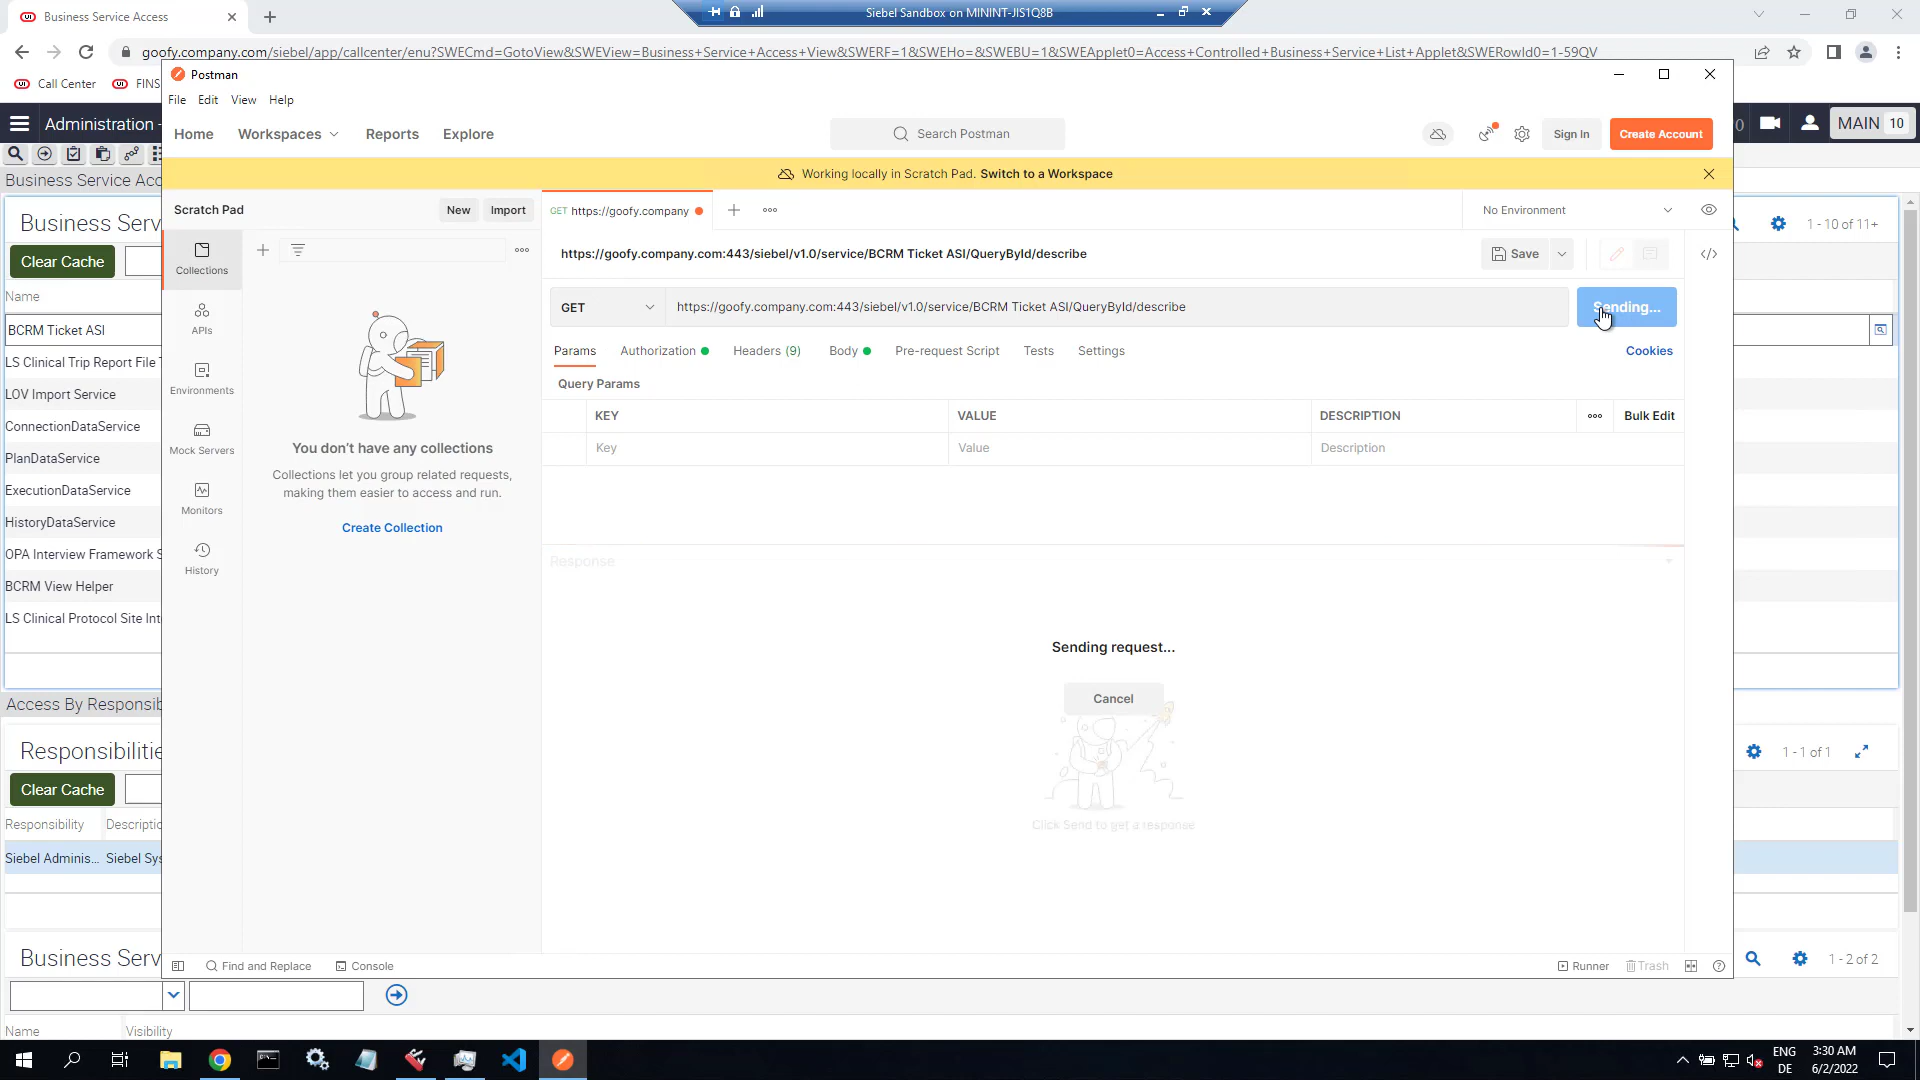 Business Service Access
Siebel Sandbox on MININT-JIS1Q8B
goofy.company.com/siebel/app/callcenter/enu?SWECmd=GotoView&SWEView=Business+Service+Access+View&SWERF=1&SWEHo=&SWEBU=1&SWEApplet0=Access+Controlled+Business+Service+List+Applet&SWERowId0=1-59QV
Call Center
FINS
Postman
File Edit View Help
Administration -
MAIN 10
Home Workspaces Reports Explore
Search Postman
Sign In
Create Account
Working locally in Scratch Pad. Switch to a Workspace
Business Service Acc
Scratch Pad
New
Import
GET https://goofy.company
No Environment
Business Serv
1 - 10 of 11+
Clear Cache
https://goofy.company.com:443/siebel/v1.0/service/BCRM Ticket ASI/QueryById/describe
Save
Collections
Name
GET
https://goofy.company.com:443/siebel/v1.0/service/BCRM Ticket ASI/QueryById/describe
Sending...
BCRM Ticket ASI
LS Clinical Trip Report File T
LOV Import Service
ConnectionDataService
PlanDataService
ExecutionDataService
HistoryDataService
OPA Interview Framework S
BCRM View Helper
LS Clinical Protocol Site Int
APIs
Environments
Mock Servers
Monitors
History
Params Authorization Headers (9) Body Pre-request Script Tests Settings
Cookies
Query Params
KEY VALUE DESCRIPTION
Bulk Edit
Key Value Description
You don't have any collections
Collections let you group related requests,
making them easier to access and run.
Create Collection
Response
Sending request...
Cancel
Click Send to get a response
Access By Responsib
Responsibilitie
1 - 1 of 1
Clear Cache
Responsibility Descriptio
Siebel Adminis... Siebel Sys
Business Serv
1 - 2 of 2
Find and Replace
Console
Runner
Trash
Name Visibility
ENG
DE
3:30 AM
6/2/2022